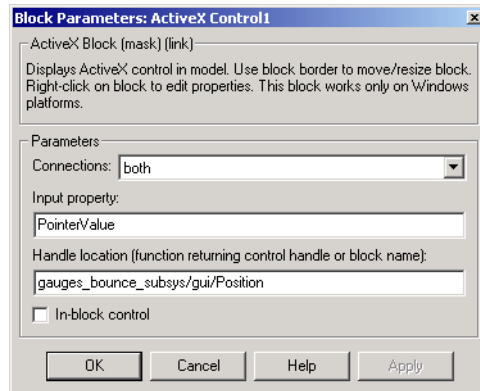 Block Parameters: ActiveX Control1
ActiveX Block (mask) (link)
Displays ActiveX control in model. Use block border to move/resize block.
Right-click on block to edit properties. This block works only on Windows
platforms.
Parameters
Connections: both
Input property:
PointerValue
Handle location (function returning control handle or block name):
gauges_bounce_subsys/gui/Position
In-block control
OK Cancel Help Apply